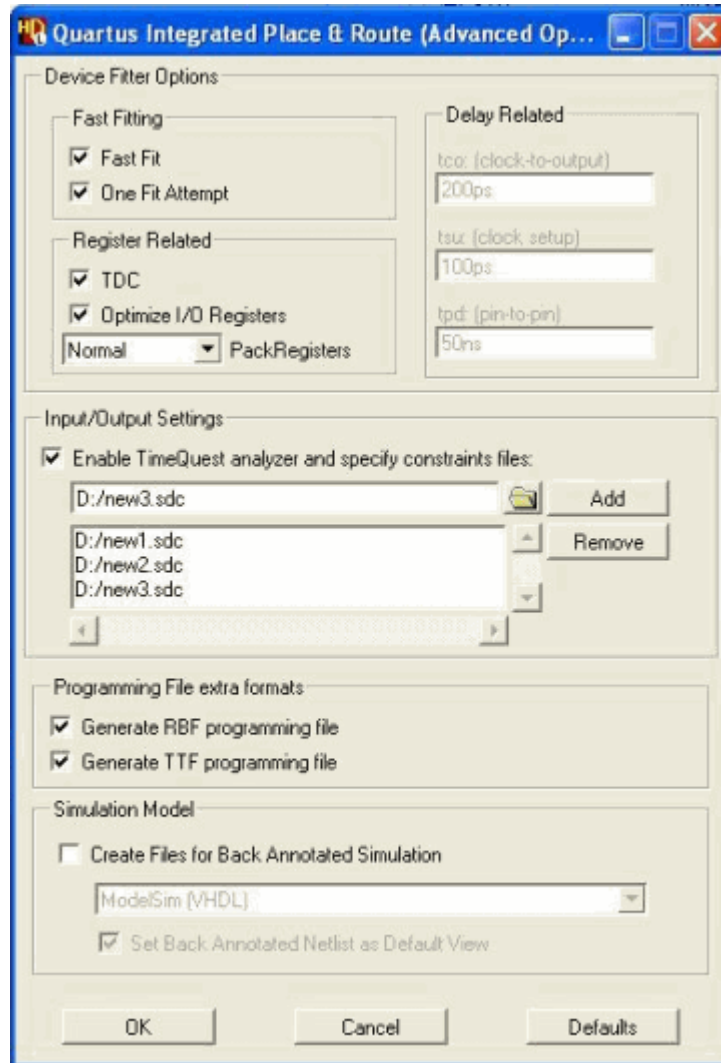 Quartus Integrated Place & Route (Advanced Op...
Device Fitter Options
Fast Fitting
Fast Fit
One Fit Attempt
Register Related
TDC
Optimize I/O Registers
Normal PackRegisters
Delay Related
tco: (clock-to-output)
200ps
tsu: (clock setup)
100ps
tpd: (pin-to-pin)
50ns
Input/Output Settings
Enable TimeQuest analyzer and specify constraints files:
D:/new3.sdc Add
D:/new1.sdc Remove
D:/new2.sdc
D:/new3.sdc
Programming File extra formats
Generate RBF programming file
Generate TTF programming file
Simulation Model
Create Files for Back Annotated Simulation
ModelSim (VHDL)
Set Back Annotated Netlist as Default View
OK Cancel Defaults